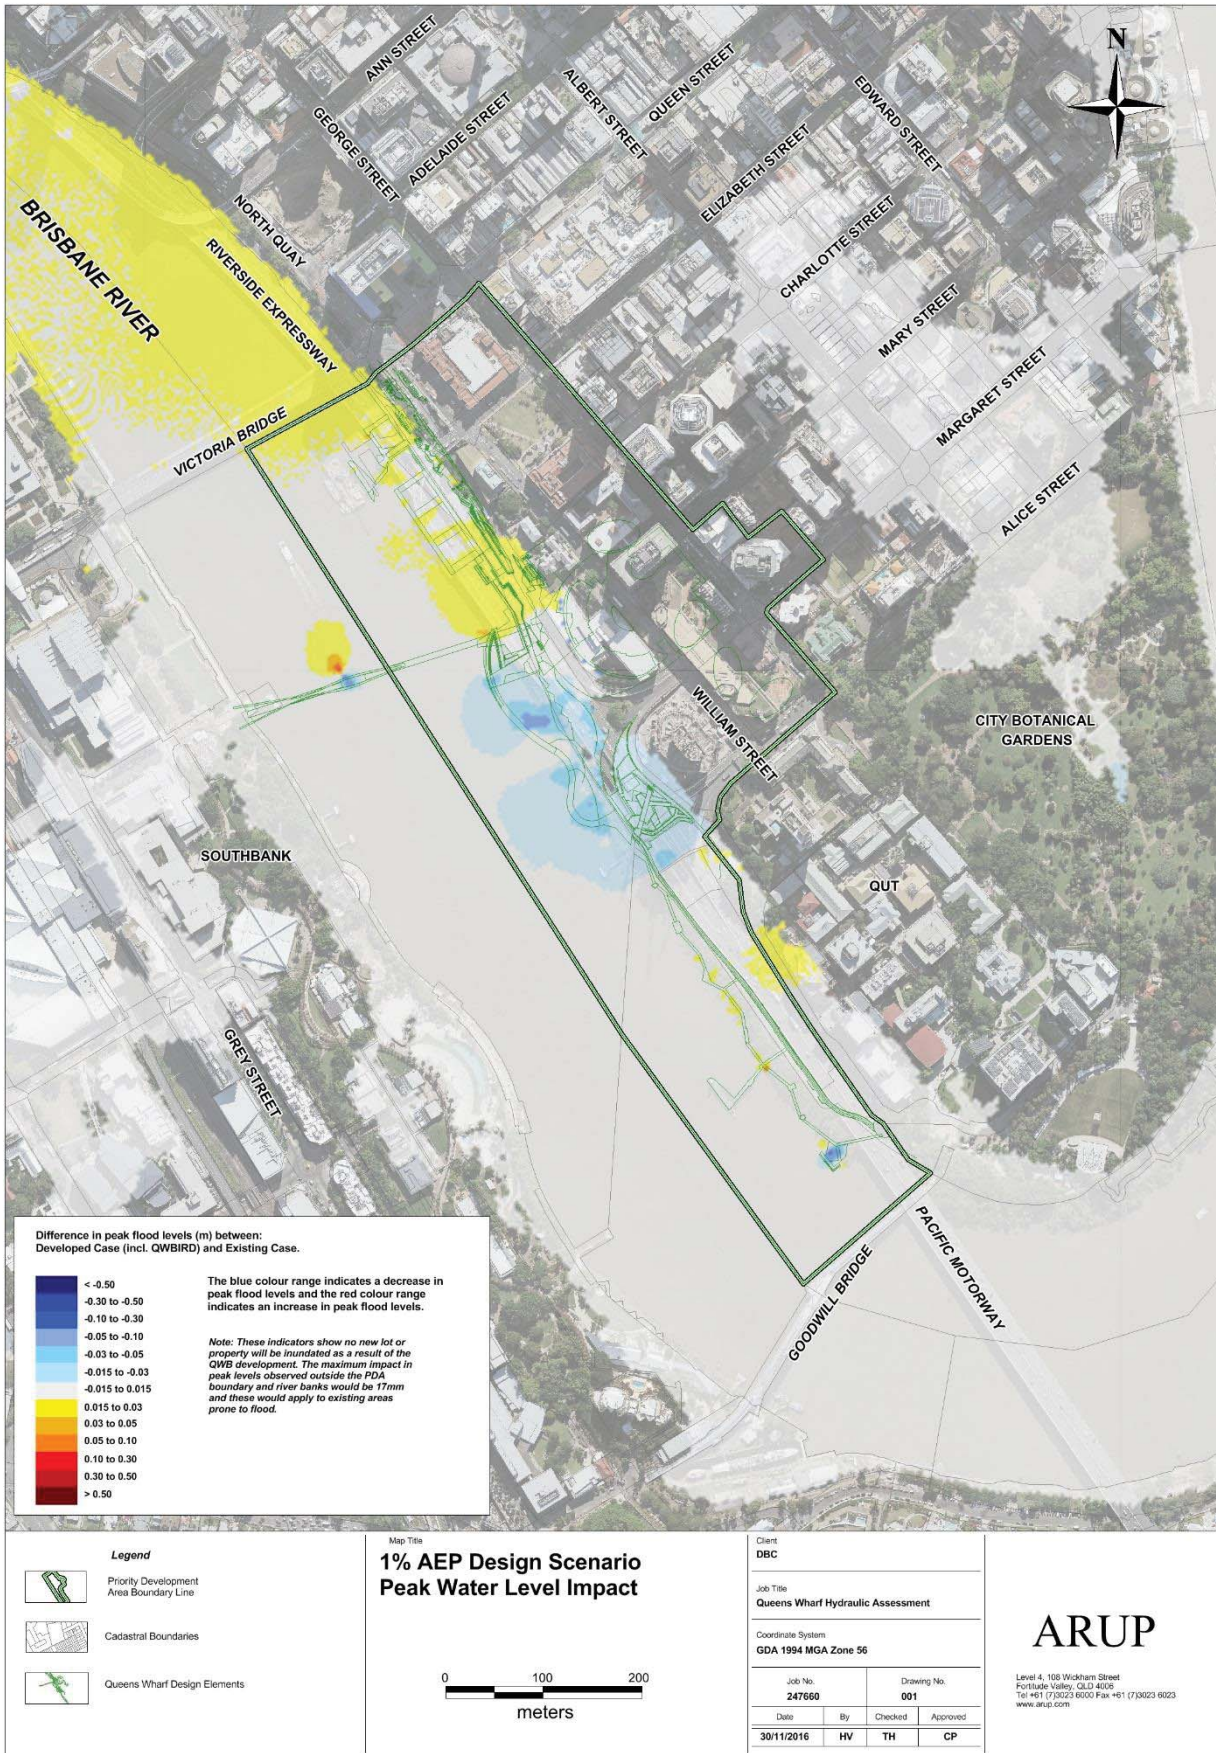 N
ANN STREET
ADELAIDE STREET
GEORGE STREET
ALBERT STREET
QUEEN STREET
ELIZABETH STREET
EDWARD STREET
CHARLOTTE STREET
MARY STREET
MARGARET STREET
ALICE STREET
NORTH QUAY
RIVERSIDE EXPRESSWAY
BRISBANE RIVER
VICTORIA BRIDGE
WILLIAM STREET
CITY BOTANICAL
GARDENS
SOUTHBANK
QUT
GREY STREET
PACIFIC MOTORWAY
GOODWILL BRIDGE
Difference in peak flood levels (m) between:
Developed Case (incl. QWBIRD) and Existing Case.
< -0.50
-0.30 to -0.50
-0.10 to -0.30
-0.05 to -0.10
-0.03 to -0.05
-0.015 to -0.03
-0.015 to 0.015
0.015 to 0.03
0.03 to 0.05
0.05 to 0.10
0.10 to 0.30
0.30 to 0.50
> 0.50
The blue colour range indicates a decrease in
peak flood levels and the red colour range
indicates an increase in peak flood levels.
Note: These indicators show no new lot or
property will be inundated as a result of the
QWB development. The maximum impact in
peak levels observed outside the PDA
boundary and river banks would be 17mm
and these would apply to existing areas
prone to flood.
Legend
Priority Development
Area Boundary Line
Cadastral Boundaries
Queens Wharf Design Elements
Map Title
1% AEP Design Scenario
Peak Water Level Impact
0 100 200
meters
Client
DBC
Job Title
Queens Wharf Hydraulic Assessment
Coordinate System
GDA 1994 MGA Zone 56
Job No. Drawing No.
247660 001
Date By Checked Approved
30/11/2016 HV TH CP
ARUP
Level 4, 108 Wickham Street
Fortitude Valley, QLD 4006
Tel +61 (7)3023 6000 Fax +61 (7)3023 6023
www.arup.com